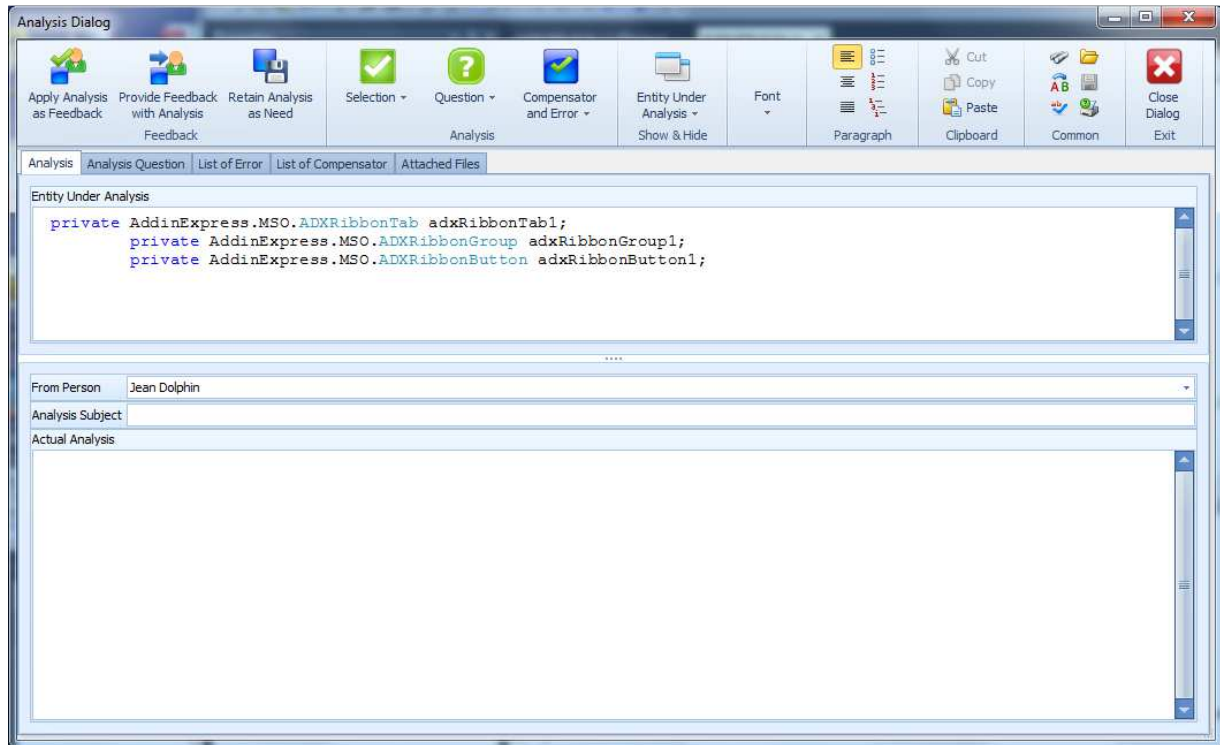 Analysis Dialog
Apply Analysis as Feedback
Provide Feedback with Analysis
Retain Analysis as Need
Feedback
Selection
Question
Compensator and Error
Analysis
Entity Under Analysis
Show & Hide
Font
Paragraph
Cut
Copy
Paste
Clipboard
AB
Common
Close Dialog
Exit
Analysis Analysis Question List of Error List of Compensator Attached Files
Entity Under Analysis
private AddinExpress.MSO.ADXRibbonTab adxRibbonTab1;
private AddinExpress.MSO.ADXRibbonGroup adxRibbonGroup1;
private AddinExpress.MSO.ADXRibbonButton adxRibbonButton1;
From Person Jean Dolphin
Analysis Subject
Actual Analysis